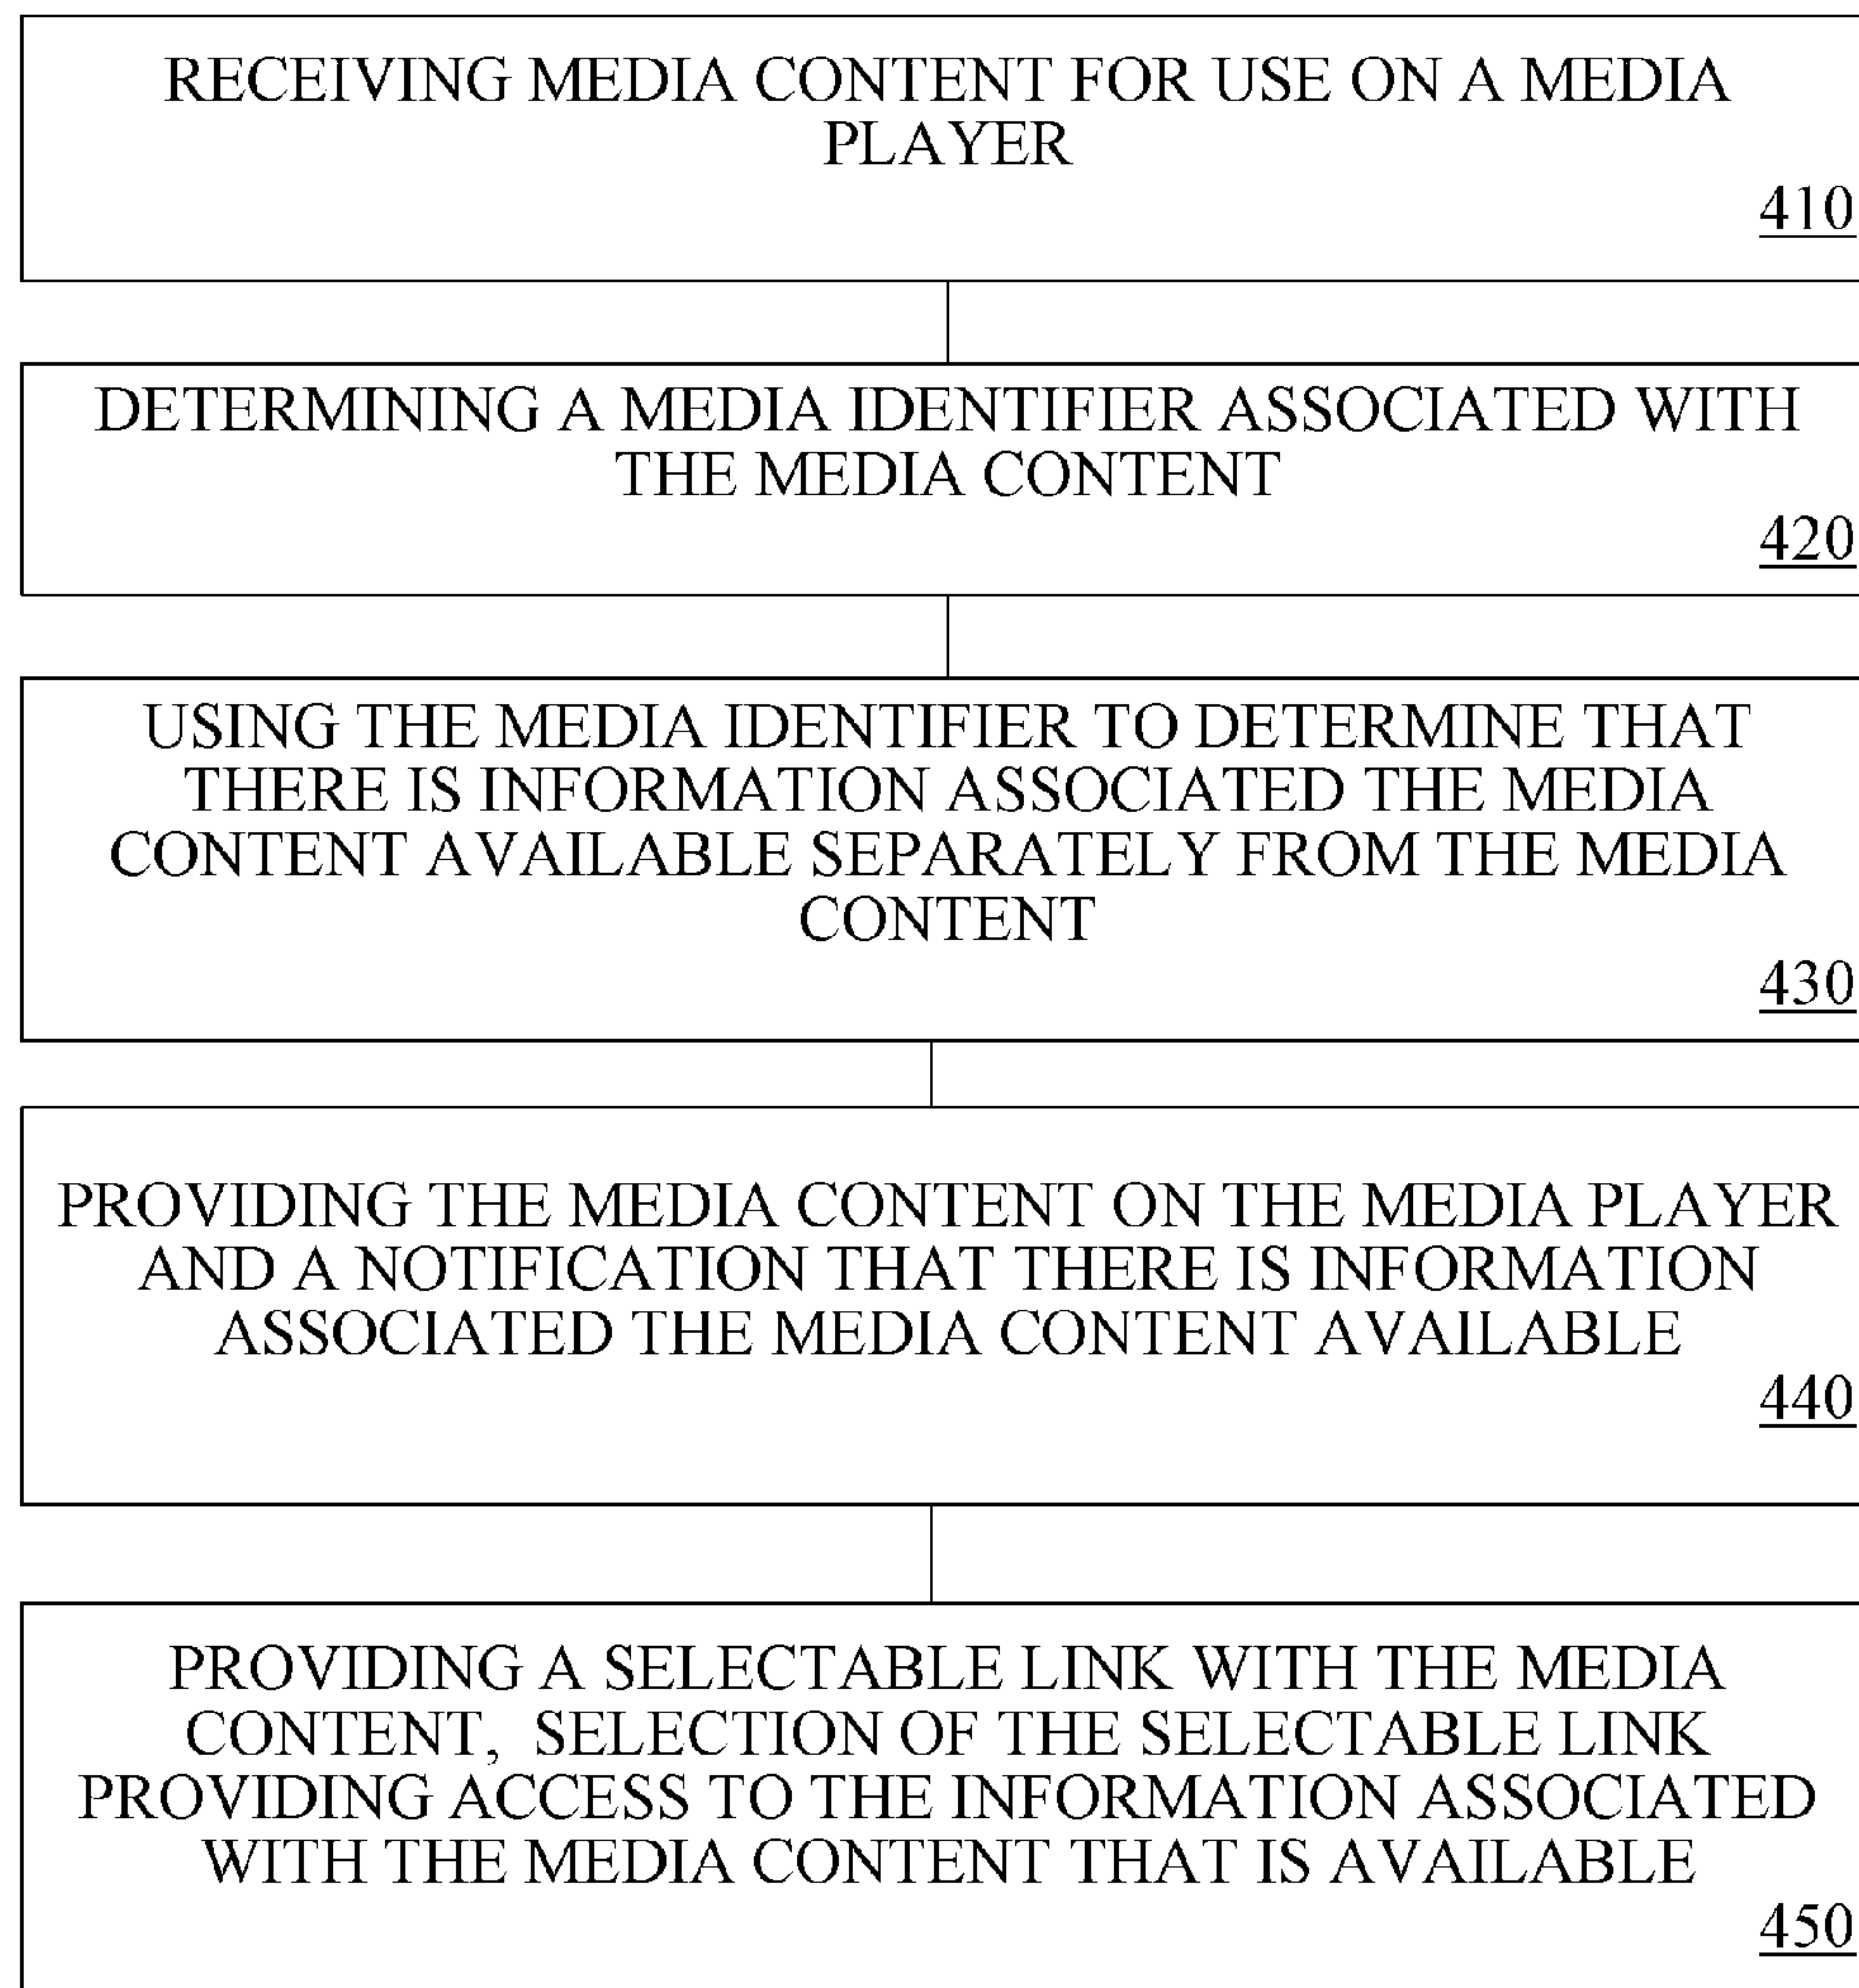 RECEIVING MEDIA CONTENT FOR USE ON A MEDIA
PLAYER
410
DETERMINING A MEDIA IDENTIFIER ASSOCIATED WITH
THE MEDIA CONTENT
420
USING THE MEDIA IDENTIFIER TO DETERMINE THAT
THERE IS INFORMATION ASSOCIATED THE MEDIA
CONTENT AVAILABLE SEPARATELY FROM THE MEDIA
CONTENT
430
PROVIDING THE MEDIA CONTENT ON THE MEDIA PLAYER
AND A NOTIFICATION THAT THERE IS INFORMATION
ASSOCIATED THE MEDIA CONTENT AVAILABLE
440
PROVIDING A SELECTABLE LINK WITH THE MEDIA
CONTENT, SELECTION OF THE SELECTABLE LINK
PROVIDING ACCESS TO THE INFORMATION ASSOCIATED
WITH THE MEDIA CONTENT THAT IS AVAILABLE
450